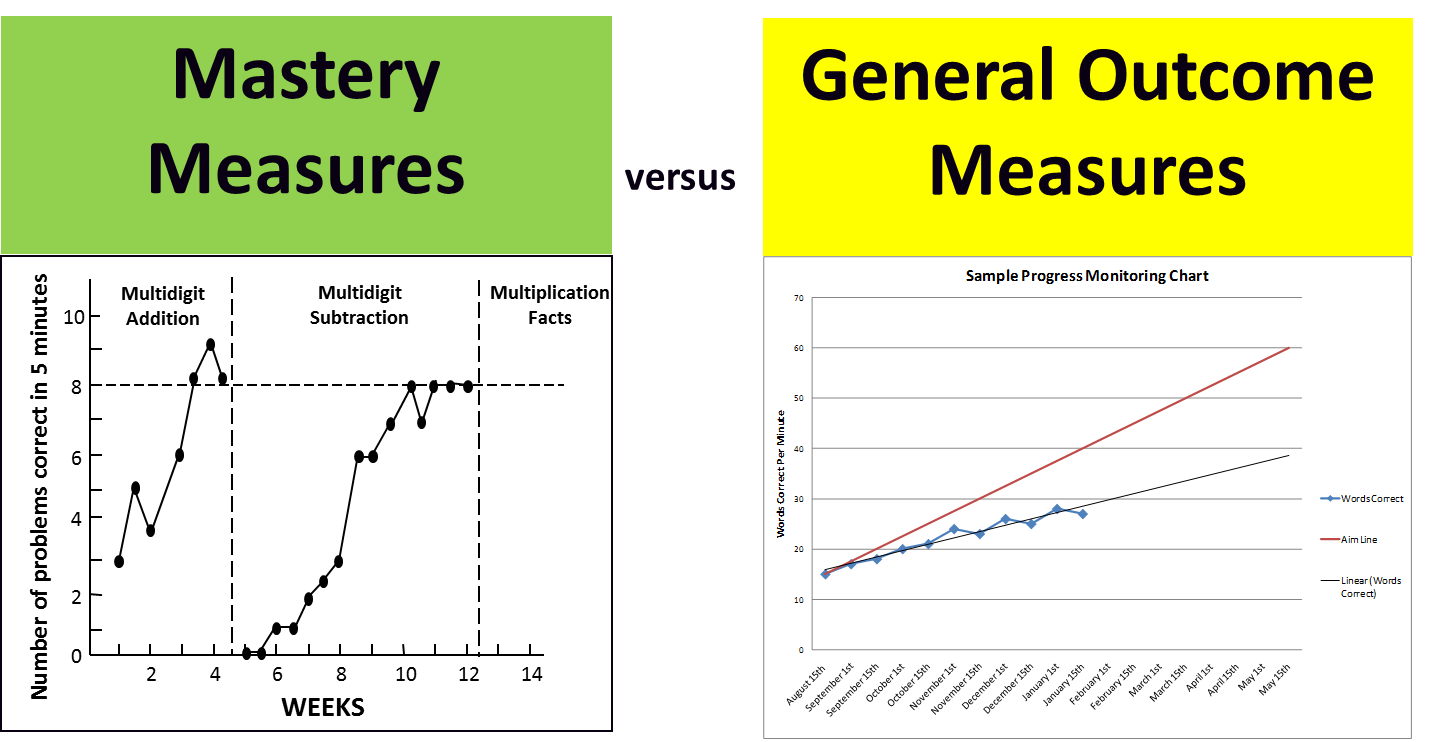 Mastery
Measures
versus
General Outcome
Measures
Number of problems correct in 5 minutes
10
8
6
4
2
0
Multidigit
Addition
Multidigit
Subtraction
Multiplication
Facts
2
4
6
8
10
12
14
WEEKS
Sample Progress Monitoring Chart
Words Correct Per Minute
70
60
50
40
30
20
10
0
August 15th
September 1st
September 15th
October 1st
October 15th
November 1st
November 15th
December 1st
December 15th
January 1st
January 15th
February 1st
February 15th
March 1st
March 15th
April 1st
April 15th
May 1st
May 15th
Words Correct
Aim Line
Linear (Words
Correct)